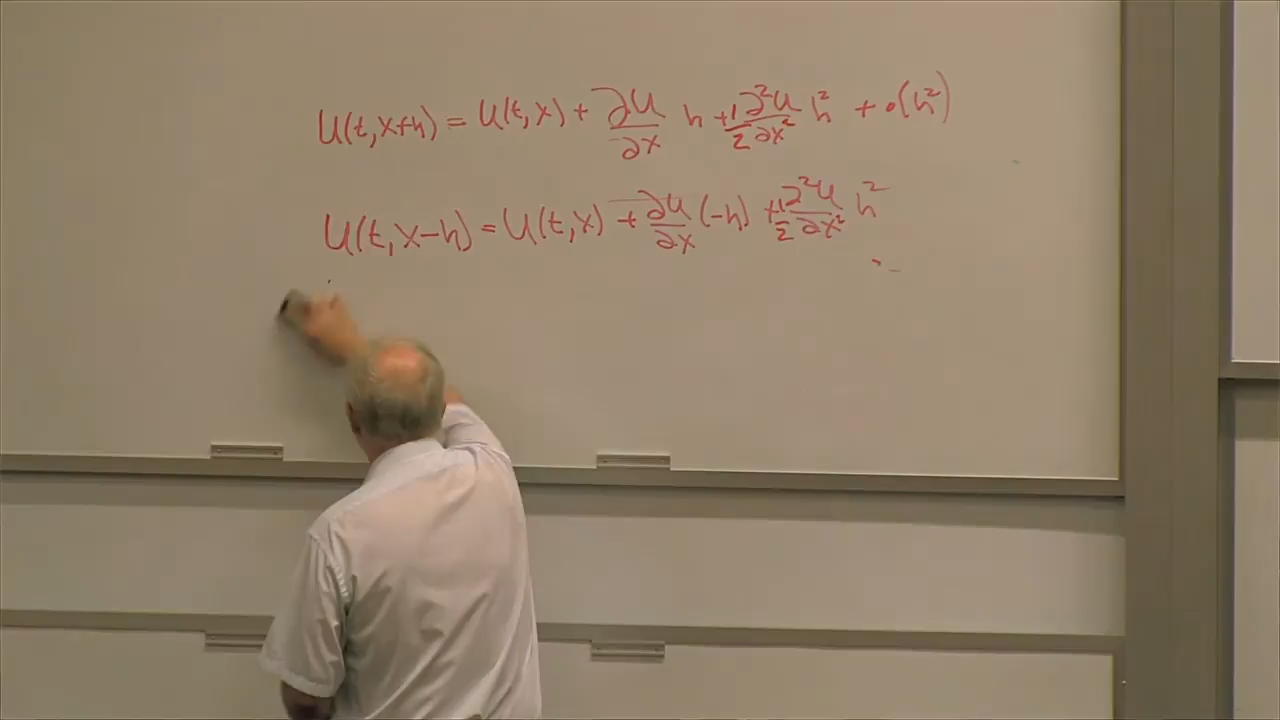 U(t,x+h) = U(t,x) + ∂U/∂x h + 1/2 ∂²U/∂x² h² + o(h²)
U(t,x-h) = U(t,x) + ∂U/∂x (-h) + 1/2 ∂²U/∂x² h²